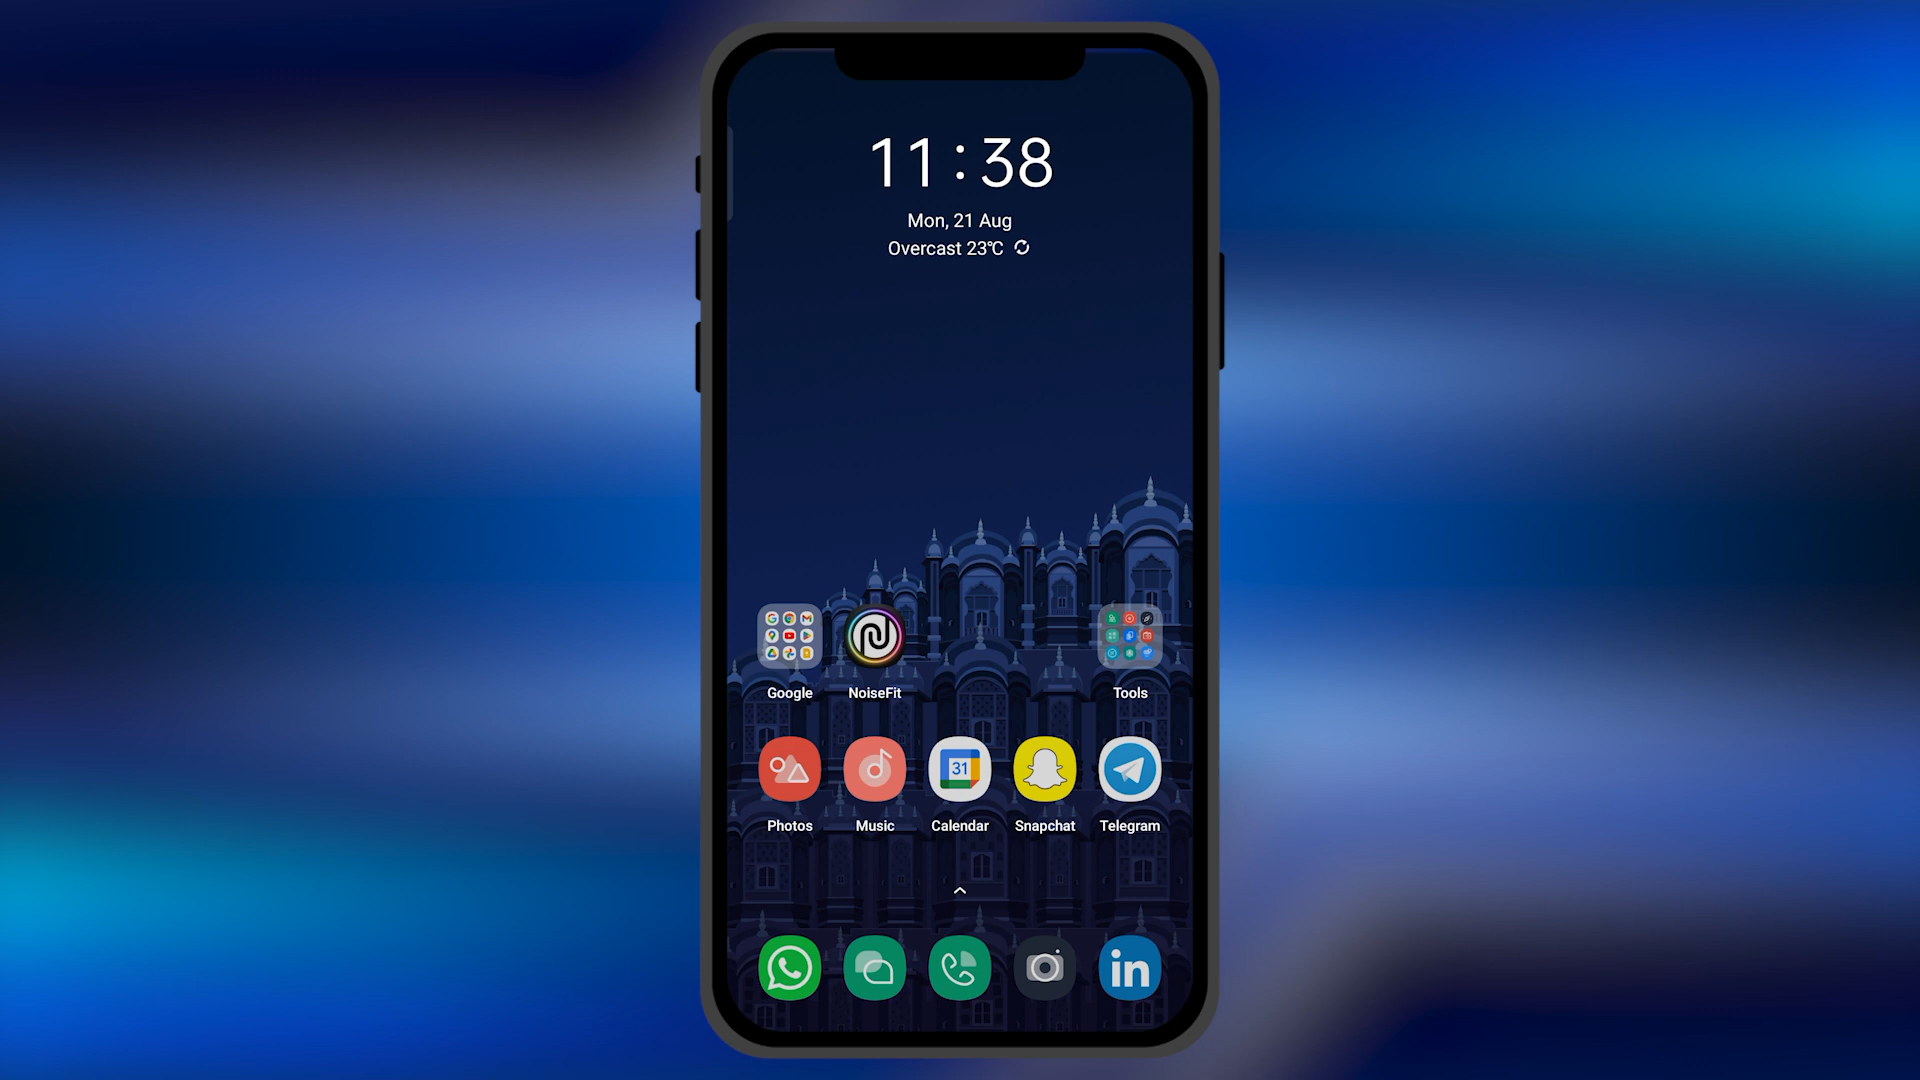 11:38
Mon, 21 Aug
Overcast 23℃
Google
NoiseFit
Tools
31
Photos
Music
Calendar
Snapchat
Telegram
in